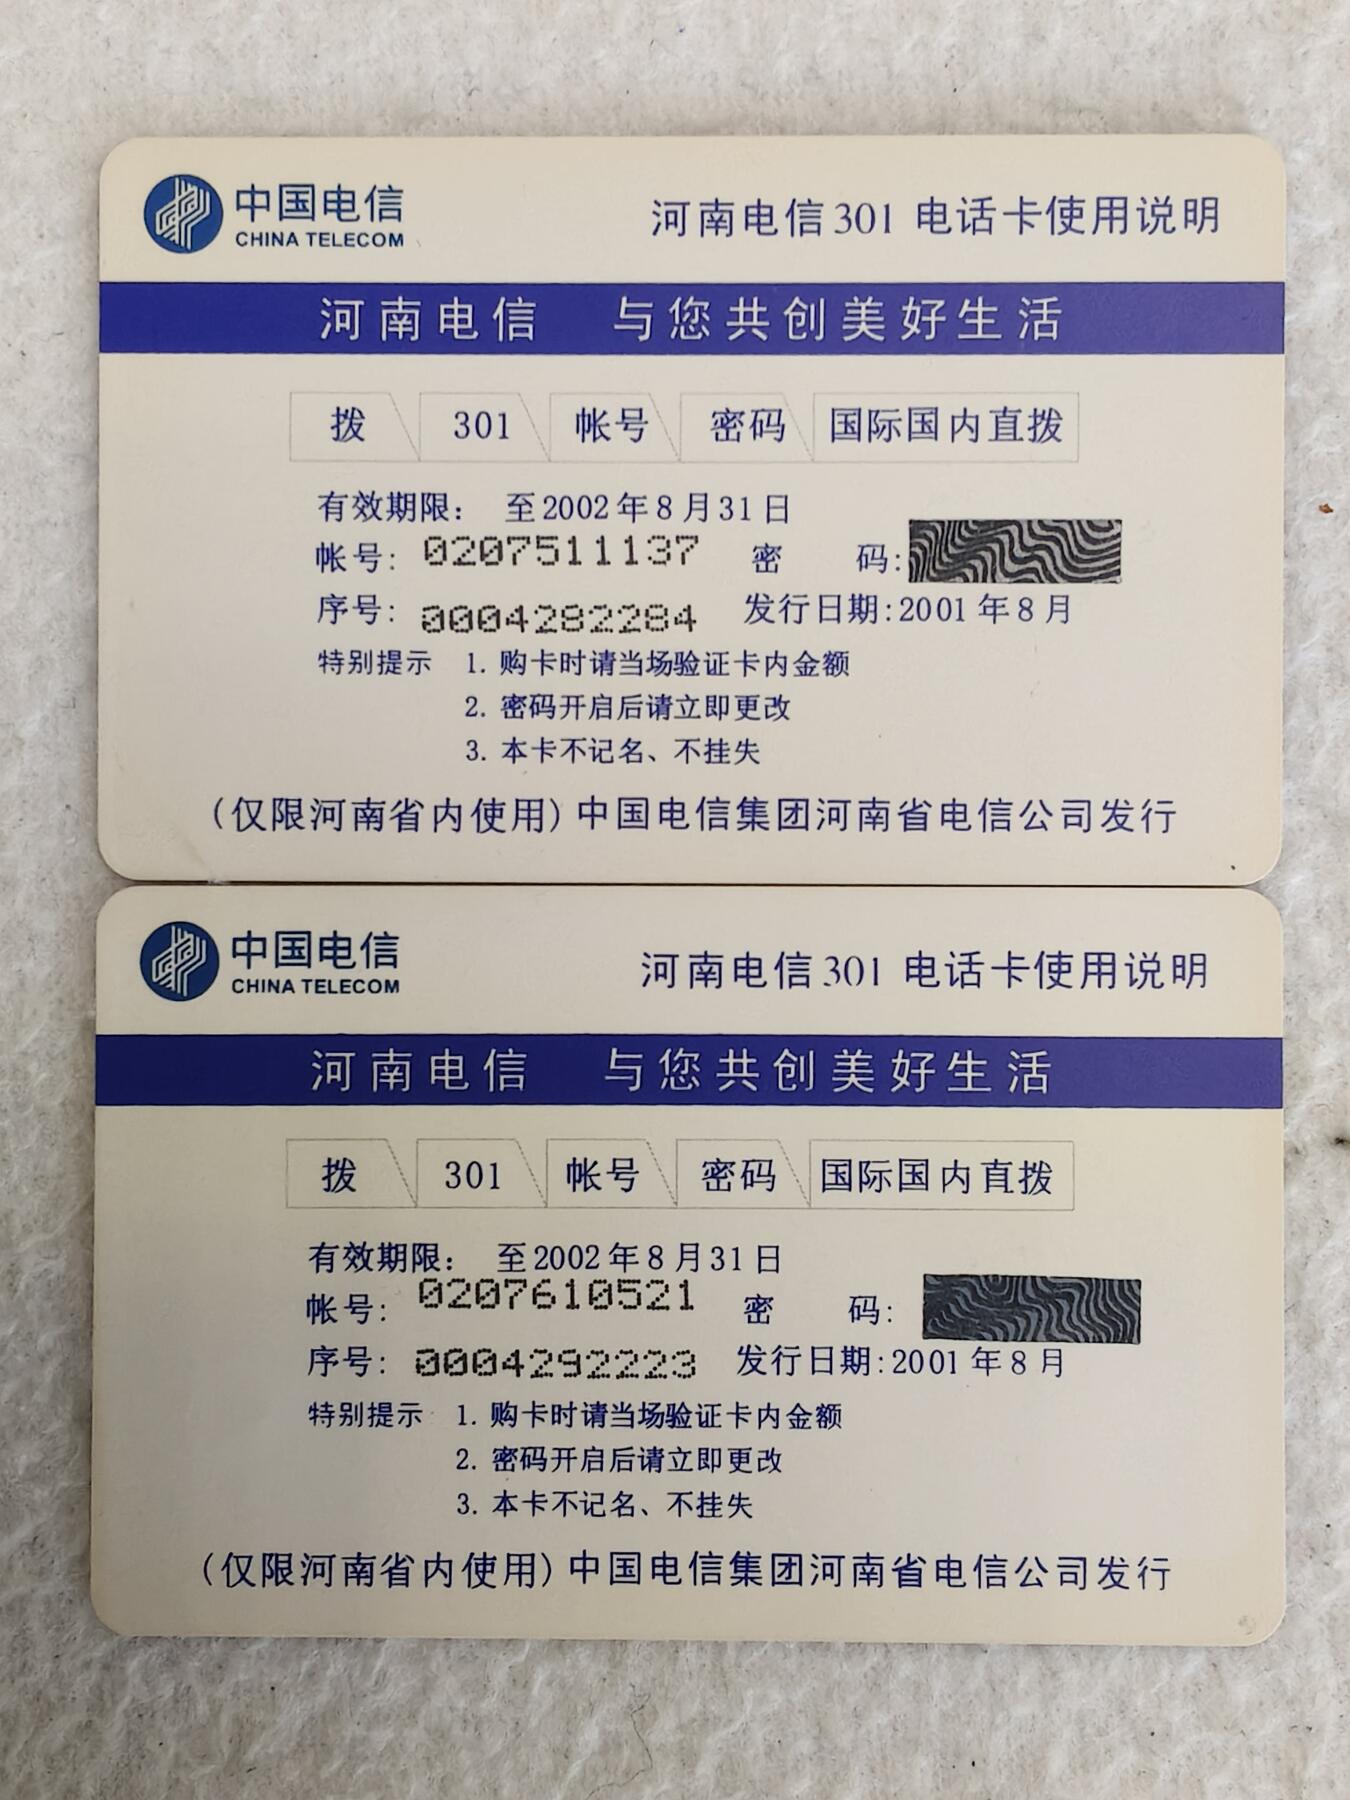 中国电信
CHINA TELECOM
河南电信301 电话卡使用说明
河南电信 与您共创美好生活
拨 301 帐号 密码 国际国内直拨
有效期限： 至2002年8月31日
帐号: 0207511137 密 码:
序号: 0004282284 发行日期:2001年8月
特别提示 1. 购卡时请当场验证卡内金额
2. 密码开启后请立即更改
3. 本卡不记名、不挂失
(仅限河南省内使用) 中国电信集团河南省电信公司发行
中国电信
CHINA TELECOM
河南电信301 电话卡使用说明
河南电信 与您共创美好生活
拨 301 帐号 密码 国际国内直拨
有效期限： 至2002年8月31日
帐号: 0207610521 密 码:
序号: 0004292223 发行日期:2001年8月
特别提示 1. 购卡时请当场验证卡内金额
2. 密码开启后请立即更改
3. 本卡不记名、不挂失
(仅限河南省内使用) 中国电信集团河南省电信公司发行